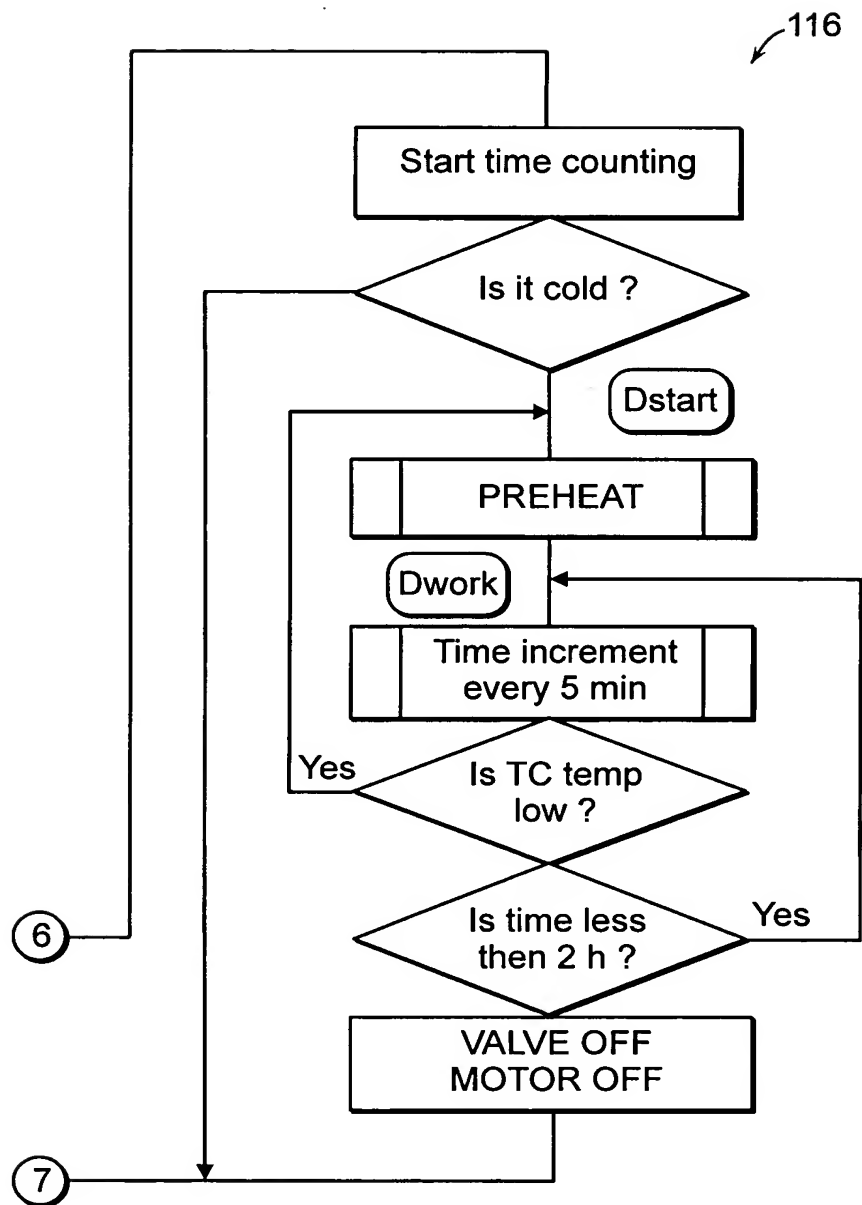 116
Start time counting
Is it cold ?
Dstart
PREHEAT
Dwork
Time increment
every 5 min
Yes
Is TC temp
low ?
6
Is time less
then 2 h ?
Yes
VALVE OFF
MOTOR OFF
7